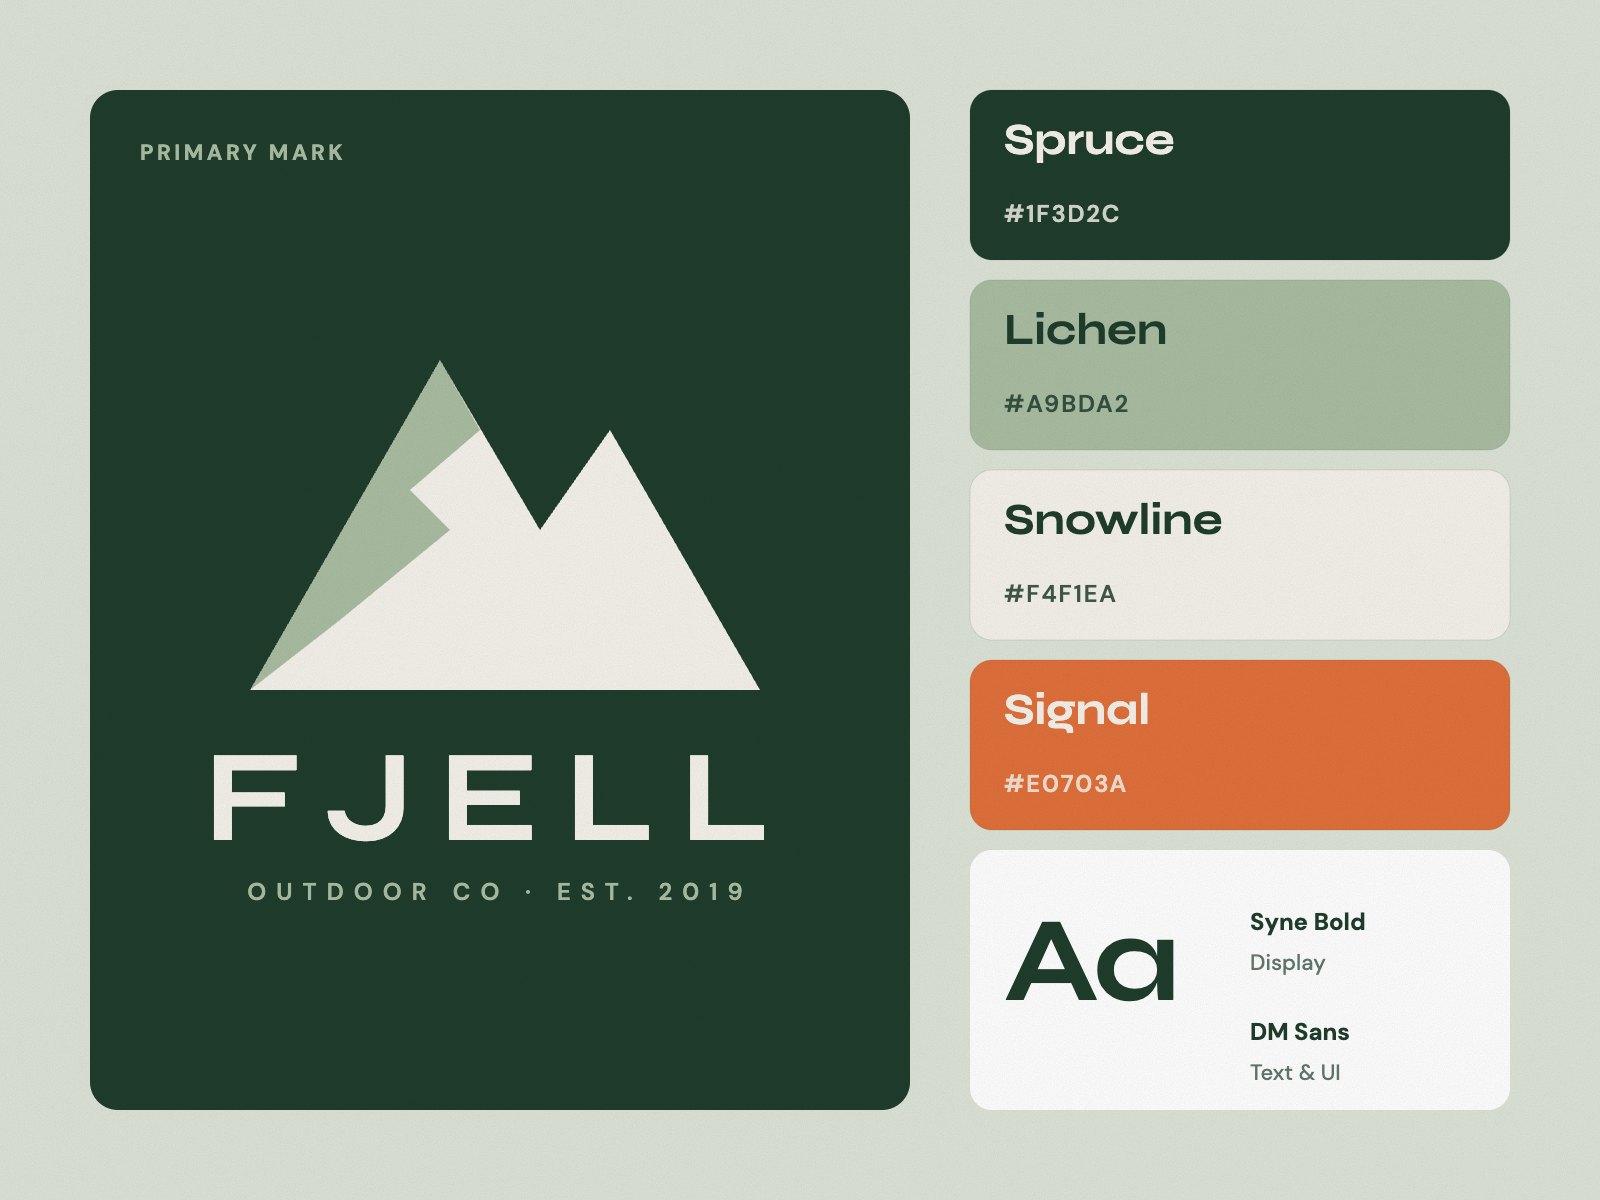 PRIMARY MARK
FJELL
OUTDOOR CO · EST. 2019
Spruce
#1F3D2C
Lichen
#A9BDA2
Snowline
#F4F1EA
Signal
#E0703A
Aa
Syne Bold
Display
DM Sans
Text & UI